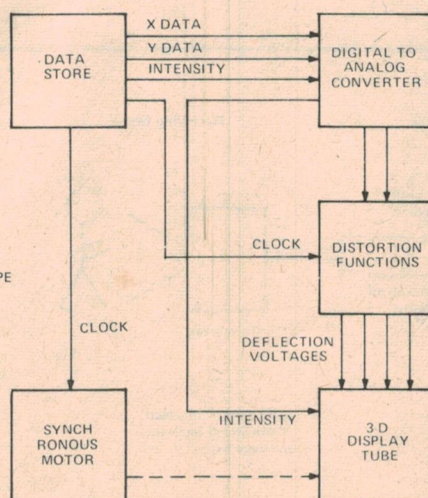 X DATA
Y DATA
INTENSITY
DATA
STORE
DIGITAL TO
ANALOG
CONVERTER
CLOCK
DISTORTION
FUNCTIONS
PE
CLOCK
DEFLECTION
VOLTAGES
INTENSITY
SYNCH
RONOUS
MOTOR
3-D
DISPLAY
TUBE